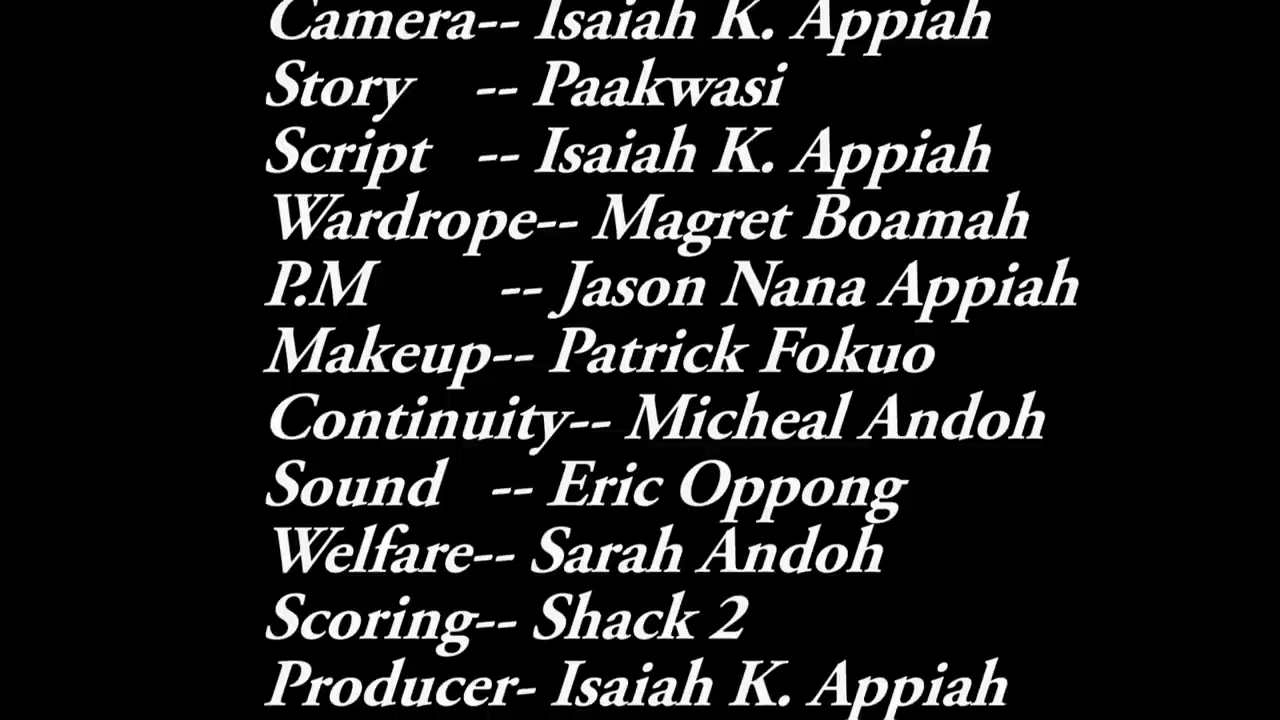 Camera-- Isaiah K. Appiah
Story -- Paakwasi
Script -- Isaiah K. Appiah
Wardrope-- Magret Boamah
P.M -- Jason Nana Appiah
Makeup-- Patrick Fokuo
Continuity-- Micheal Andoh
Sound -- Eric Oppong
Welfare-- Sarah Andoh
Scoring-- Shack 2
Producer- Isaiah K. Appiah